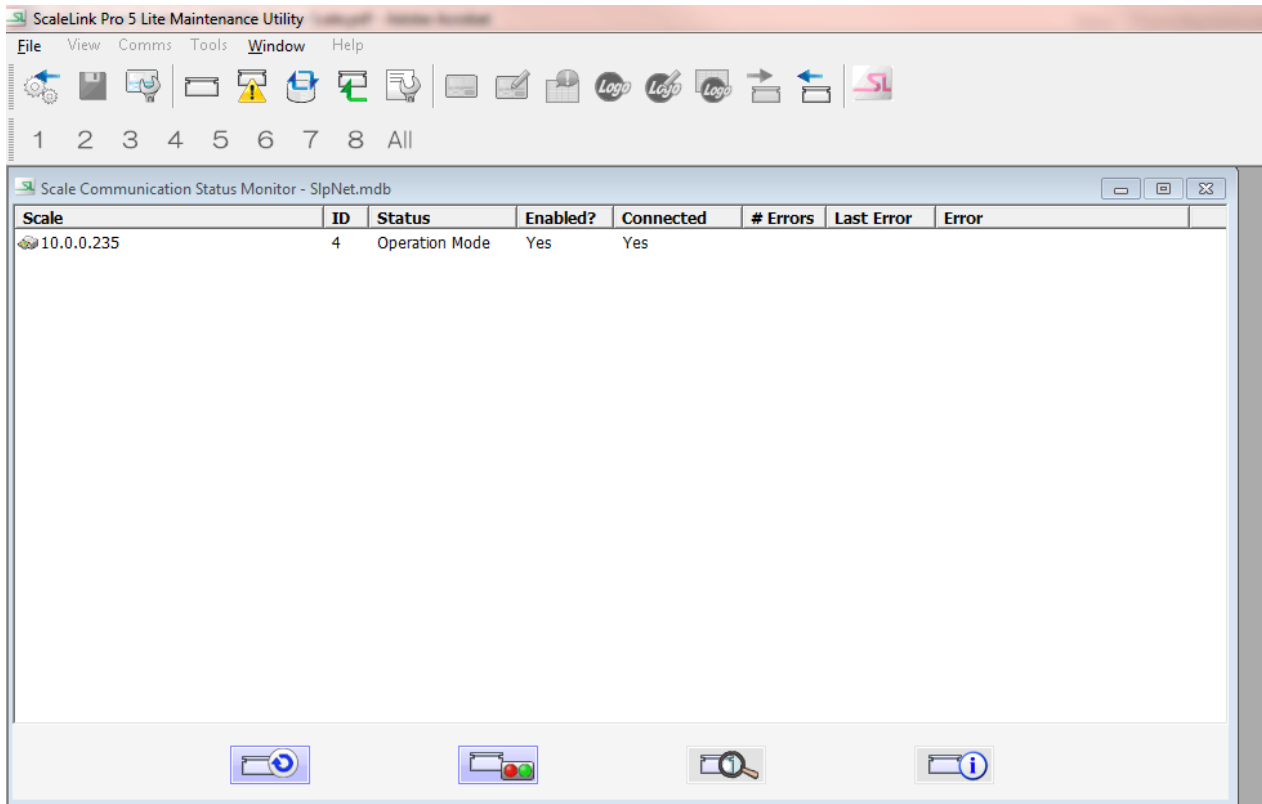 ScaleLink Pro 5 Lite Maintenance Utility
File View Comms Tools Window Help
Logo Logo Logo SL
1 2 3 4 5 6 7 8 All
Scale Communication Status Monitor - SlpNet.mdb
Scale ID Status Enabled? Connected # Errors Last Error Error
10.0.0.235 4 Operation Mode Yes Yes